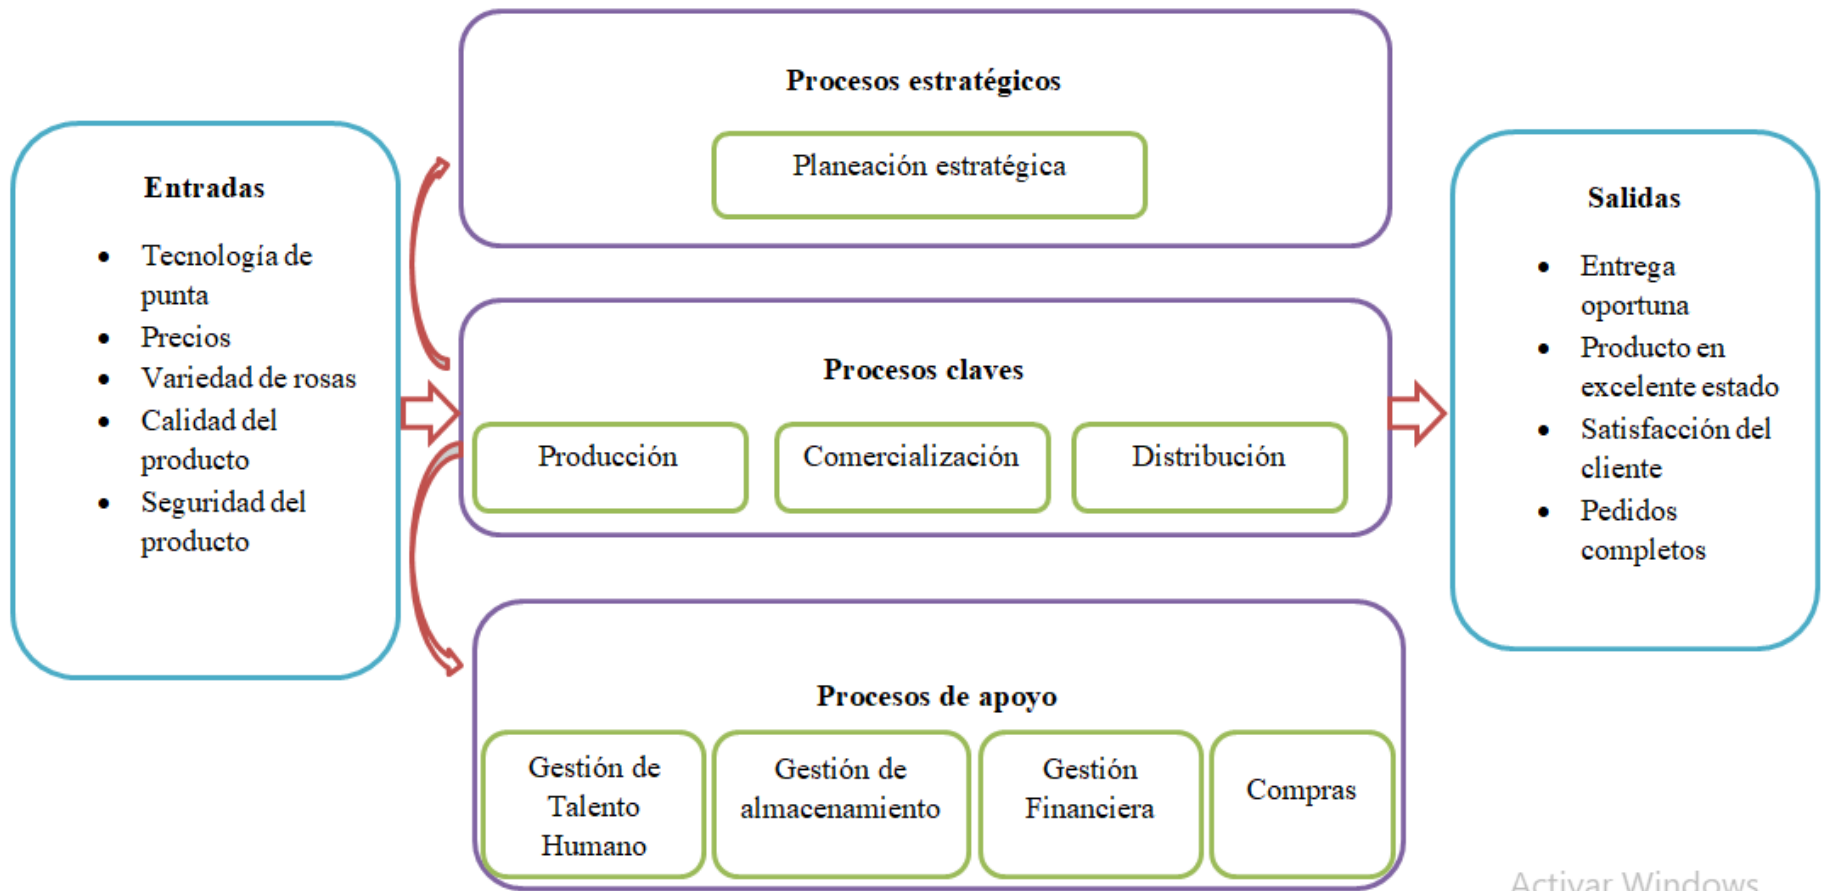 Procesos estratégicos
Planeación estratégica
Entradas
• Tecnología de
punta
• Precios
• Variedad de rosas
• Calidad del
producto
• Seguridad del
producto
Procesos claves
Producción
Comercialización
Distribución
Salidas
• Entrega
oportuna
• Producto en
excelente estado
• Satisfacción del
cliente
• Pedidos
completos
Procesos de apoyo
Gestión de
Talento
Humano
Gestión de
almacenamiento
Gestión
Financiera
Compras
Activar Windows